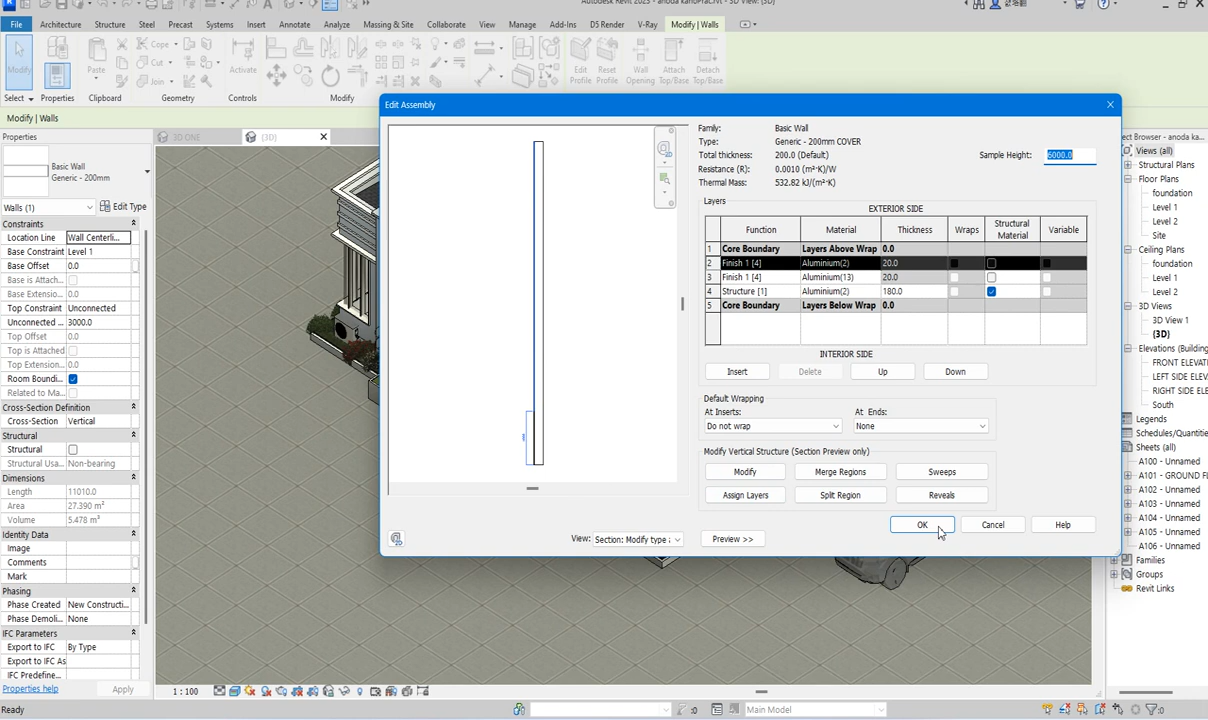 Autodesk Revit 2025 - anoda kanoPrac.rvt - 3D View: {3D}
File Architecture Structure Steel Precast Systems Insert Annotate Analyze Massing & Site Collaborate View Manage Add-Ins D5 Render V-Ray Modify | Walls
Modify Paste Cope Cut Join Activate Edit Profile Reset Profile Wall Opening Attach Top/Base Detach Top/Base
Select Properties Clipboard Geometry Controls Modify
Modify | Walls
Properties
3D ONE {3D}
Basic Wall
Generic - 200mm
Walls (1) Edit Type
Constraints
Location Line Wall Centerli...
Base Constraint Level 1
Base Offset 0.0
Base is Attach...
Base Extensio... 0.0
Top Constraint Unconnected
Unconnected ... 3000.0
Top Offset 0.0
Top is Attached
Top Extension... 0.0
Room Boundi...
Related to Ma...
Cross-Section Definition
Cross-Section Vertical
Structural
Structural
Structural Usa... Non-bearing
Dimensions
Length 11010.0
Area 27.390 m²
Volume 5.478 m³
Identity Data
Image
Comments
Mark
Phasing
Phase Created New Constructi...
Phase Demoli... None
IFC Parameters
Export to IFC By Type
Export to IFC As
IFC Predefine...
Properties help Apply
Edit Assembly
Family: Basic Wall
Type: Generic - 200mm COVER
Total thickness: 200.0 (Default) Sample Height: 6000.0
Resistance (R): 0.0010 (m²·K)/W
Thermal Mass: 532.82 kJ/(m²·K)
Layers
EXTERIOR SIDE
Function Material Thickness Wraps Structural Material Variable
1 Core Boundary Layers Above Wrap 0.0
2 Finish 1 [4] Aluminium(2) 20.0
3 Finish 1 [4] Aluminium(13) 20.0
4 Structure [1] Aluminium(2) 180.0
5 Core Boundary Layers Below Wrap 0.0
INTERIOR SIDE
Insert Delete Up Down
Default Wrapping
At Inserts: At Ends:
Do not wrap None
Modify Vertical Structure (Section Preview only)
Modify Merge Regions Sweeps
Assign Layers Split Region Reveals
OK Cancel Help
View: Section: Modify type Preview >>
ct Browser - anoda kan
Views (all)
Structural Plans
Floor Plans
foundation
Level 1
Level 2
Site
Ceiling Plans
foundation
Level 1
Level 2
3D Views
3D View 1
(3D)
Elevations (Building
FRONT ELEVAT
LEFT SIDE ELEV
RIGHT SIDE ELE
South
Legends
Schedules/Quantitie
Sheets (all)
A100 - Unnamed
A101 - GROUND F
A102 - Unnamed
A103 - Unnamed
A104 - Unnamed
A105 - Unnamed
A106 - Unnamed
Families
Groups
Revit Links
1 : 100
Ready :0 Main Model :0